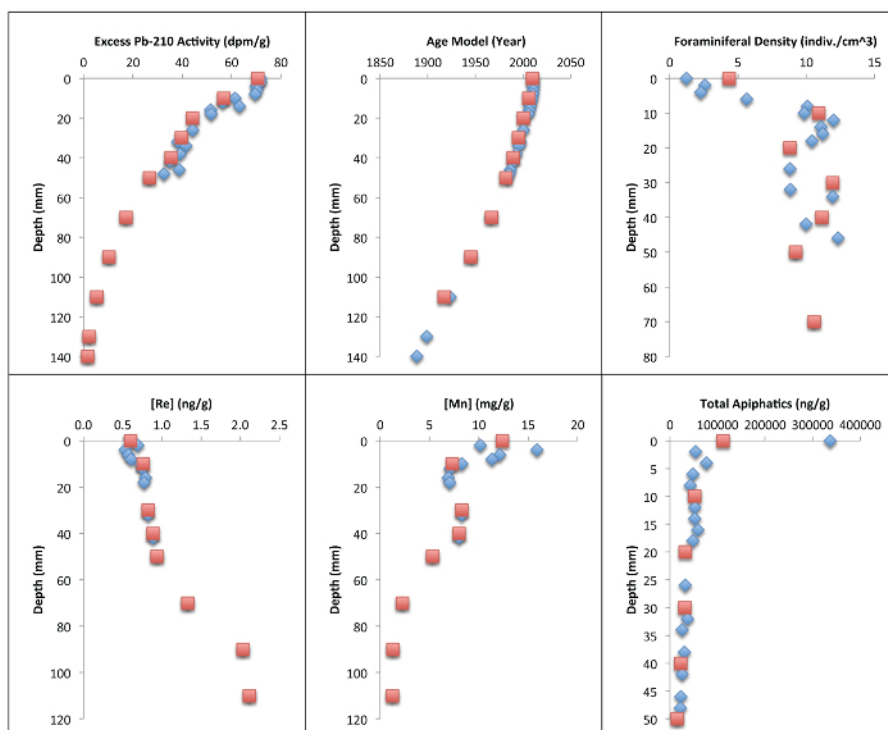 Excess Pb-210 Activity (dpm/g)
0 20 40 60 80
0
20
40
60
80
100
120
140
Depth (mm)
Age Model (Year)
1850 1900 1950 2000 2050
0
20
40
60
80
100
120
140
160
Depth (mm)
Foraminiferal Density (indiv./cm^3)
0 5 10 15
0
10
20
30
40
50
60
70
80
Depth (mm)
[Re] (ng/g)
0.0 0.5 1.0 1.5 2.0 2.5
0
20
40
60
80
100
120
Depth (mm)
[Mn] (mg/g)
0 5 10 15 20
0
20
40
60
80
100
120
Depth (mm)
Total Apiphatics (ng/g)
0 100000 200000 300000 400000
0
5
10
15
20
25
30
35
40
45
50
Depth (mm)